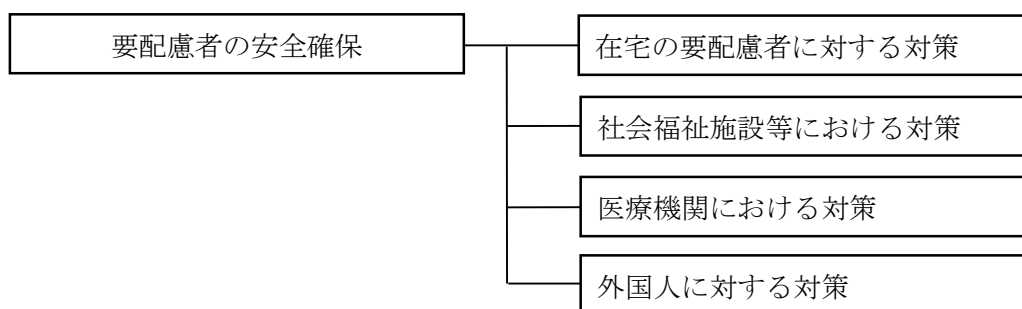 要配慮者の安全確保
在宅の要配慮者に対する対策
社会福祉施設等における対策
医療機関における対策
外国人に対する対策